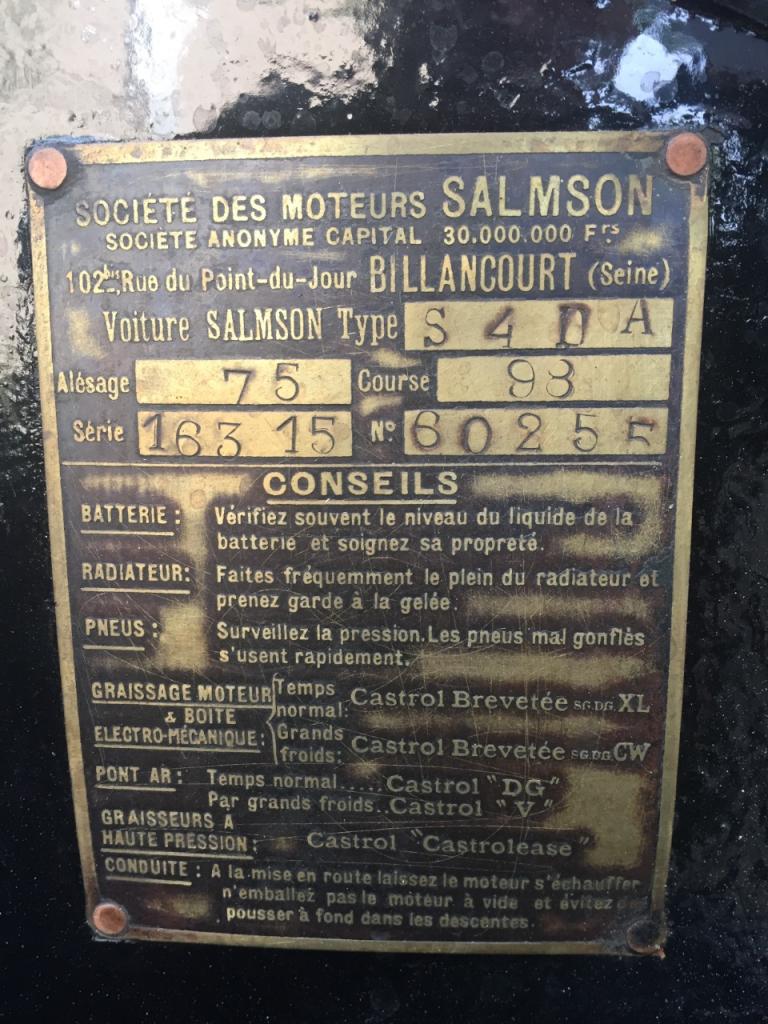 SOCIÉTÉ DES MOTEURS SALMSON
SOCIÉTÉ ANONYME CAPITAL 30.000.000 Frs
102bis, Rue du Point-du-Jour BILLANCOURT (Seine)
Voiture SALMSON Type S 4 D A
Alésage 75 Course 98
Série 163 15 No 60255
CONSEILS
BATTERIE : Vérifiez souvent le niveau du liquide de la
batterie et soignez sa propreté.
RADIATEUR: Faites fréquemment le plein du radiateur et
prenez garde à la gelée.
PNEUS : Surveillez la pression. Les pneus mal gonflés
s'usent rapidement.
GRAISSAGE MOTEUR Temps
normal: Castrol Brevetée S.G.D.G. XL
& BOITE
ELECTRO-MÉCANIQUE: Grands
froids: Castrol Brevetée S.G.D.G. CW
PONT AR : Temps normal..... Castrol "DG"
Par grands froids.. Castrol "V"
GRAISSEURS A
HAUTE PRESSION: Castrol "Castrolease"
CONDUITE : A la mise en route laissez le moteur s'échauffer
n'emballez pas le moteur à vide et évitez de
pousser à fond dans les descentes.